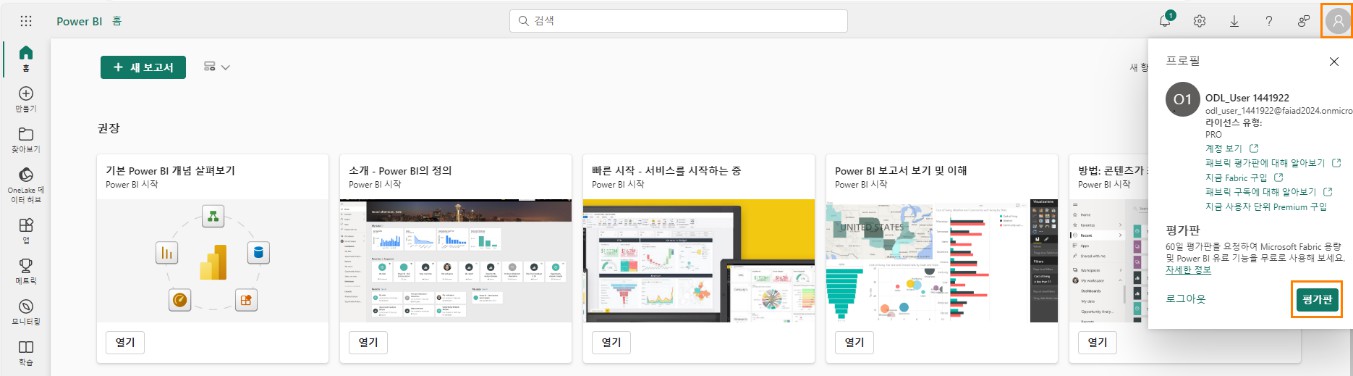 Power BI 홈
검색
1
홈
만들기
찾아보기
OneLake 데
이터 허브
앱
메트릭
모니터링
학습
+ 새 보고서
새 항
권장
기본 Power BI 개념 살펴보기
Power BI 시작
열기
소개 - Power BI의 정의
Power BI 시작
열기
빠른 시작 - 서비스를 시작하는 중
Power BI 시작
열기
Power BI 보고서 보기 및 이해
Power BI 시작
UNITED STATES
열기
방법: 콘텐츠가
Power BI 시작
열기
프로필
O1
ODL_User 1441922
odl_user_1441922@faiad2024.onmicro
라이선스 유형:
PRO
계정 보기
패브릭 평가판에 대해 알아보기
지금 Fabric 구입
패브릭 구독에 대해 알아보기
지금 사용자 단위 Premium 구입
평가판
60일 평가판을 요청하여 Microsoft Fabric 용량
및 Power BI 유료 기능을 무료로 사용해 보세요.
자세한 정보
로그아웃
평가판